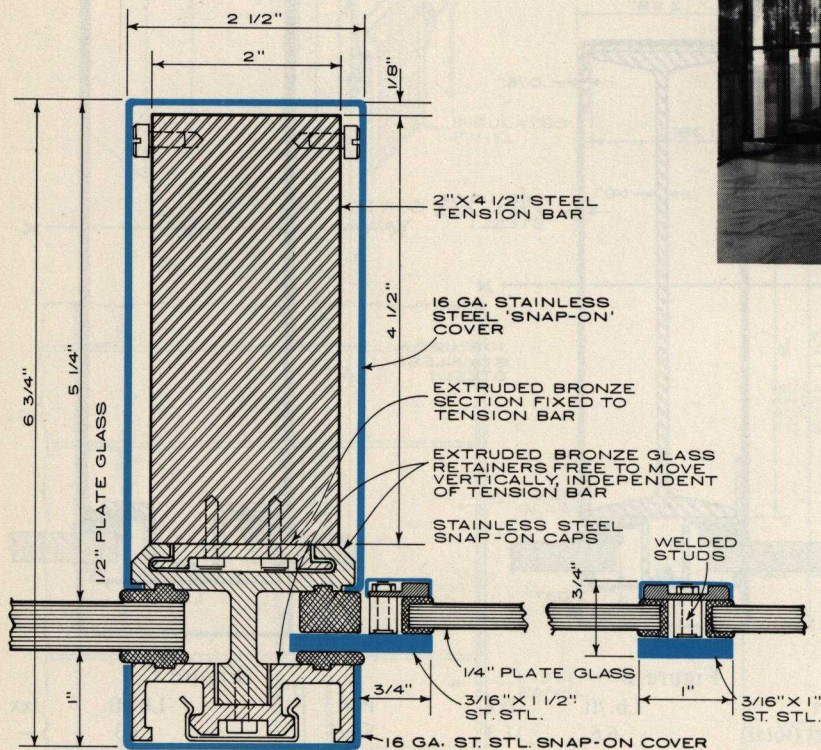 2 1/2"
2"
1/8"
6 3/4"
5 1/4"
1/2" PLATE GLASS
4 1/2"
2" X 4 1/2" STEEL
TENSION BAR
16 GA. STAINLESS
STEEL 'SNAP-ON'
COVER
EXTRUDED BRONZE
SECTION FIXED TO
TENSION BAR
EXTRUDED BRONZE GLASS
RETAINERS FREE TO MOVE
VERTICALLY, INDEPENDENT
OF TENSION BAR
STAINLESS STEEL
SNAP-ON CAPS
WELDED
STUDS
3/4"
1/4" PLATE GLASS
1"
3/4"
3/16" X 1 1/2"
ST. STL.
1"
3/16" X 1"
ST. STL.
16 GA. ST. STL. SNAP-ON COVER